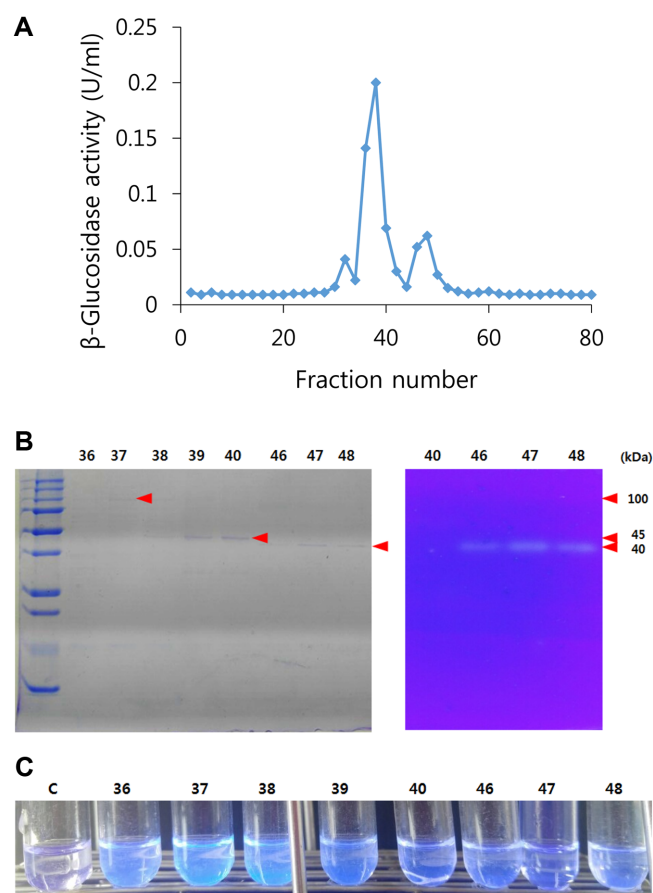 A
β-Glucosidase activity (U/ml)
0.25
0.2
0.15
0.1
0.05
0
0 20 40 60 80
Fraction number
B
36 37 38 39 40 46 47 48 40 46 47 48 (kDa)
100
45
40
C
C 36 37 38 39 40 46 47 48